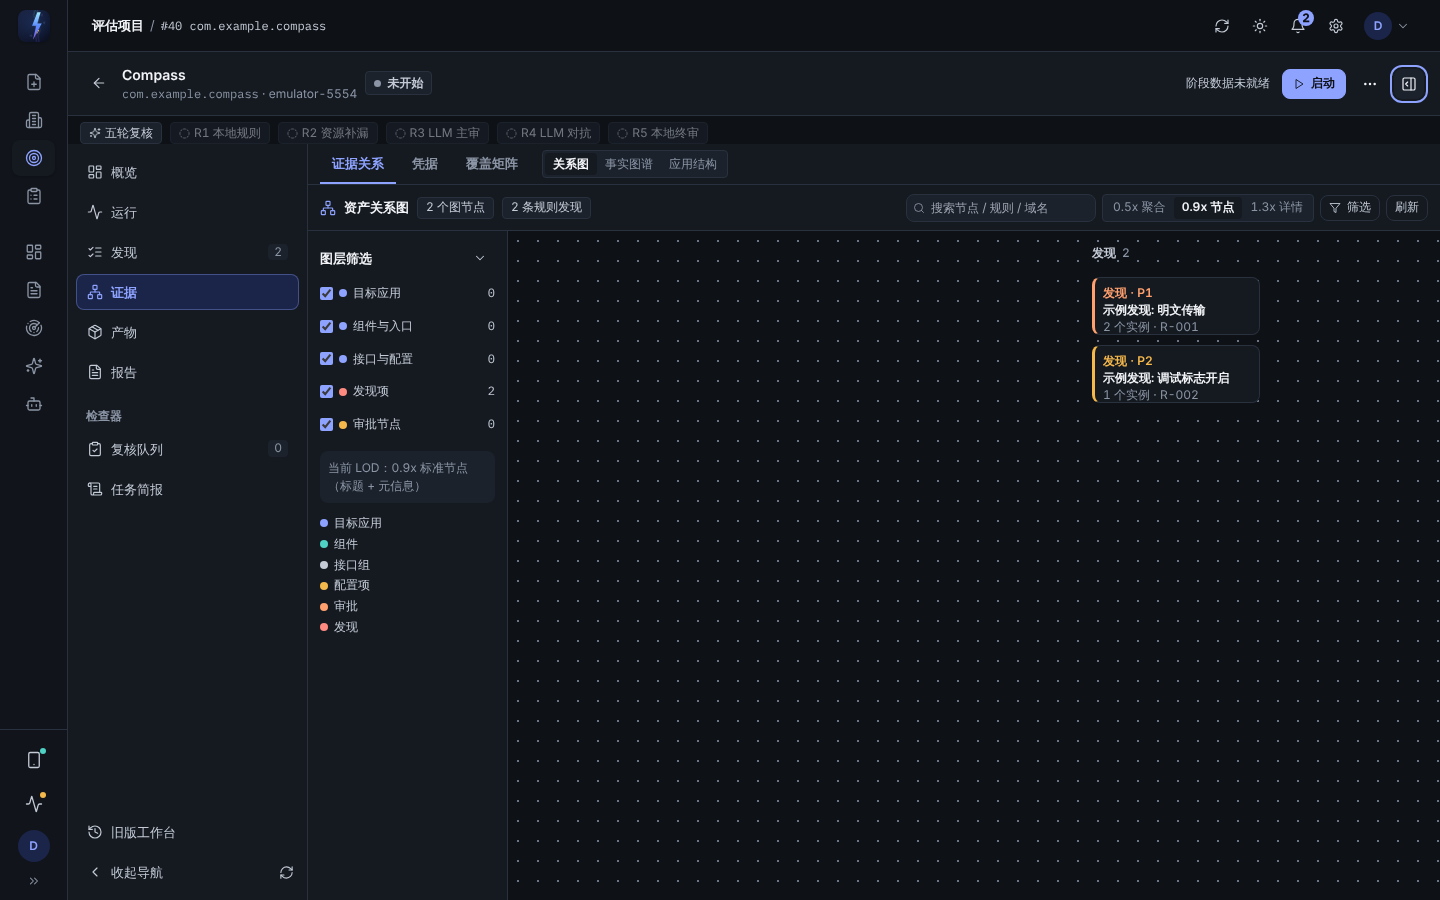 评估项目 / #40 com.example.compass
2
D
Compass
com.example.compass · emulator-5554
未开始
阶段数据未就绪
启动
五轮复核
R1 本地规则
R2 资源补漏
R3 LLM 主审
R4 LLM 对抗
R5 本地终审
概览
运行
发现 2
证据
产物
报告
检查器
复核队列 0
任务简报
旧版工作台
收起导航
D
证据关系
凭据
覆盖矩阵
关系图
事实图谱
应用结构
资产关系图
2 个图节点
2 条规则发现
搜索节点 / 规则 / 域名
0.5x 聚合
0.9x 节点
1.3x 详情
筛选
刷新
图层筛选
目标应用 0
组件与入口 0
接口与配置 0
发现项 2
审批节点 0
当前 LOD：0.9x 标准节点
（标题 + 元信息）
目标应用
组件
接口组
配置项
审批
发现
发现 2
发现 · P1
示例发现: 明文传输
2 个实例 · R-001
发现 · P2
示例发现: 调试标志开启
1 个实例 · R-002